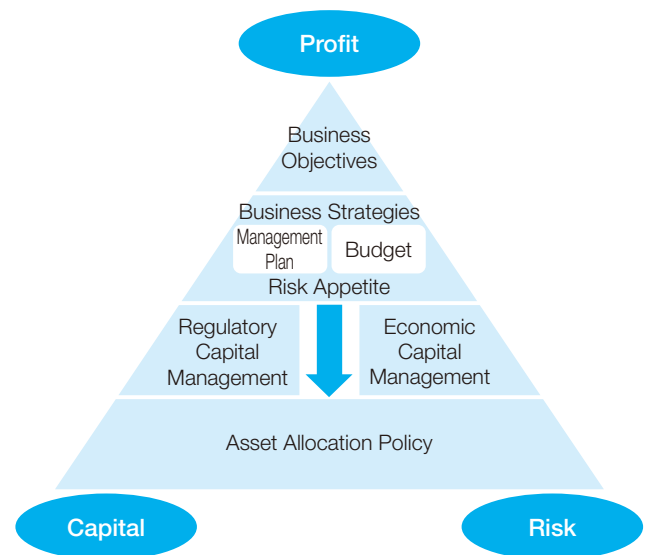 Profit
Business
Objectives
Business Strategies
Management
Plan
Budget
Risk Appetite
Regulatory
Capital
Management
Economic
Capital
Management
Asset Allocation Policy
Capital
Risk